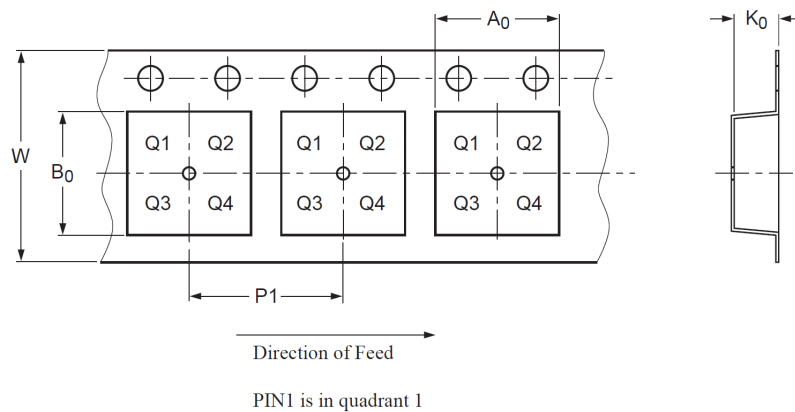 A0
K0
W
B0
Q1 Q2 Q1 Q2 Q1 Q2
Q3 Q4 Q3 Q4 Q3 Q4
P1
Direction of Feed
PIN1 is in quadrant 1